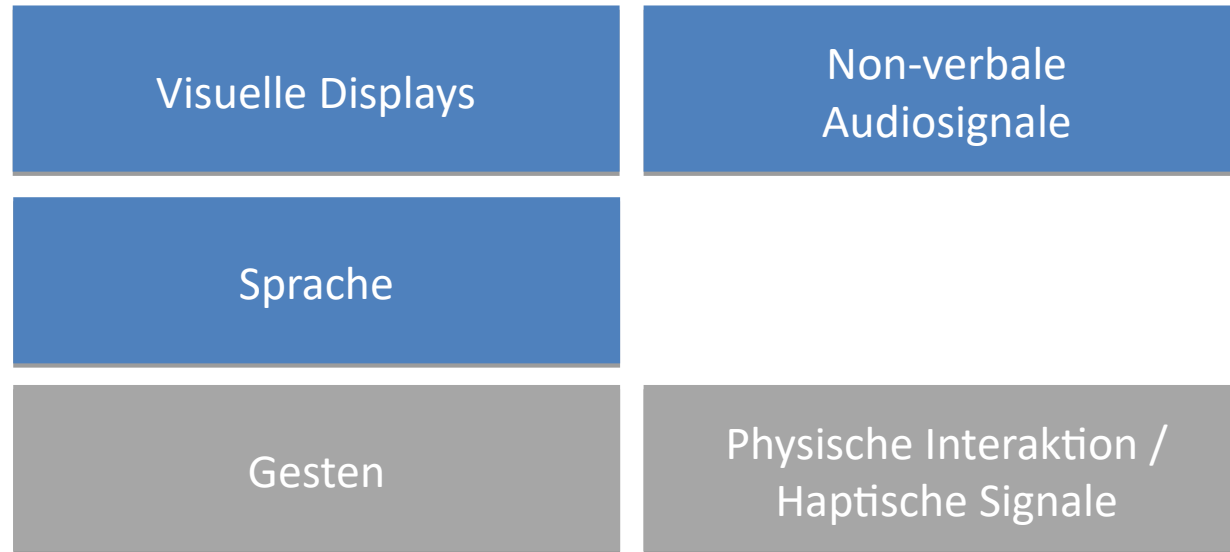 Visuelle Displays
Non-verbale
Audiosignale
Sprache
Gesten
Physische Interaktion /
Haptische Signale